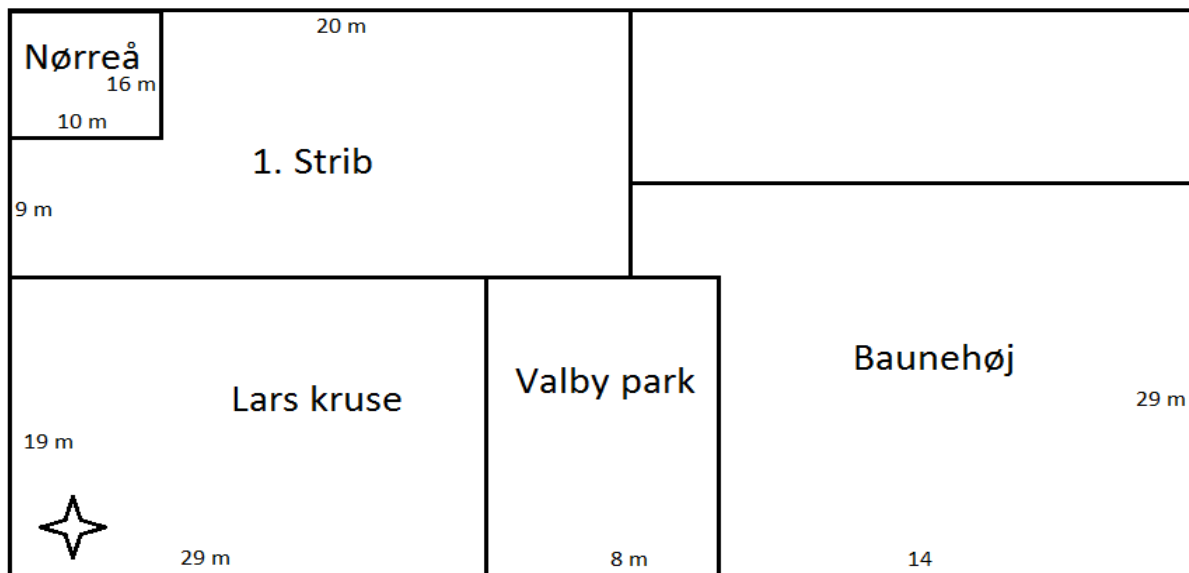 20 m
Nørreå
16 m
10 m
1. Strib
9 m
Baunehøj
Valby park
Lars kruse
29 m
19 m
29 m
8 m
14